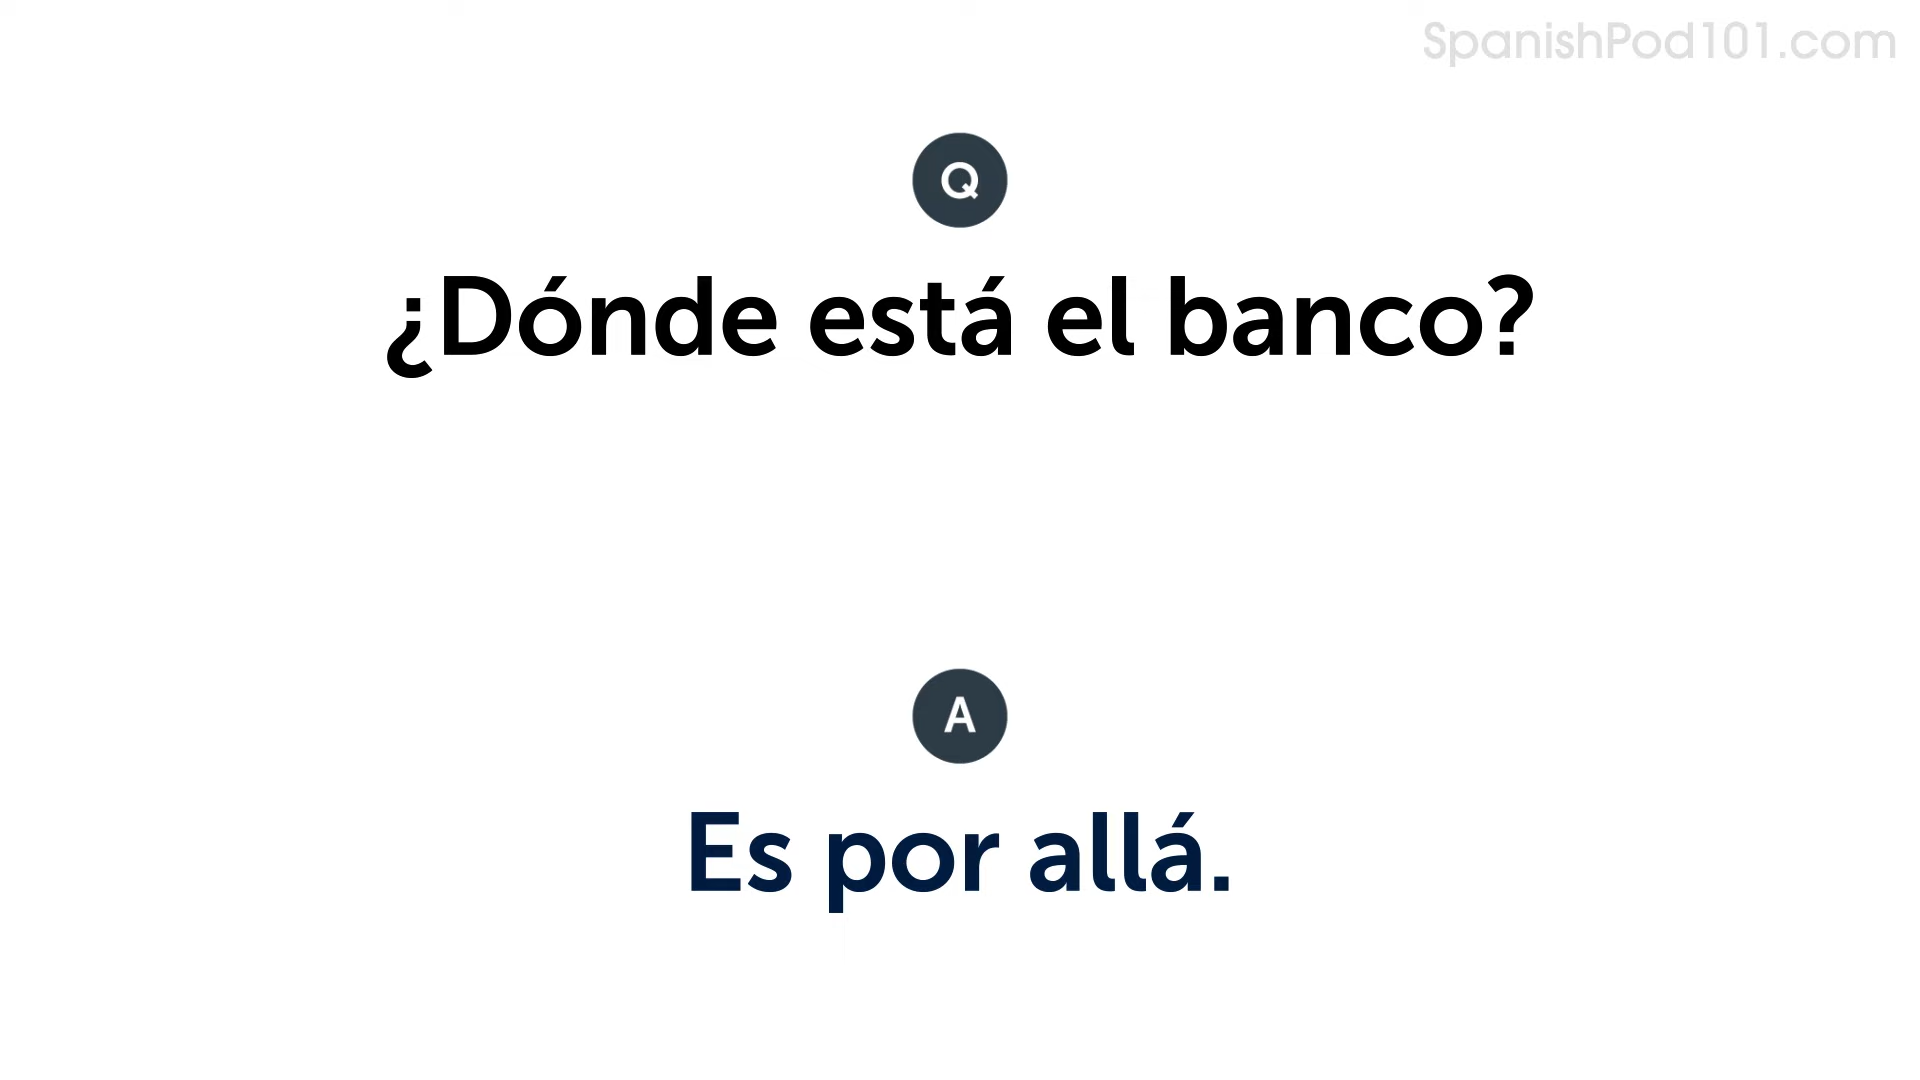 SpanishPod101.com
Q
¿Dónde está el banco?
A
Es por allá.